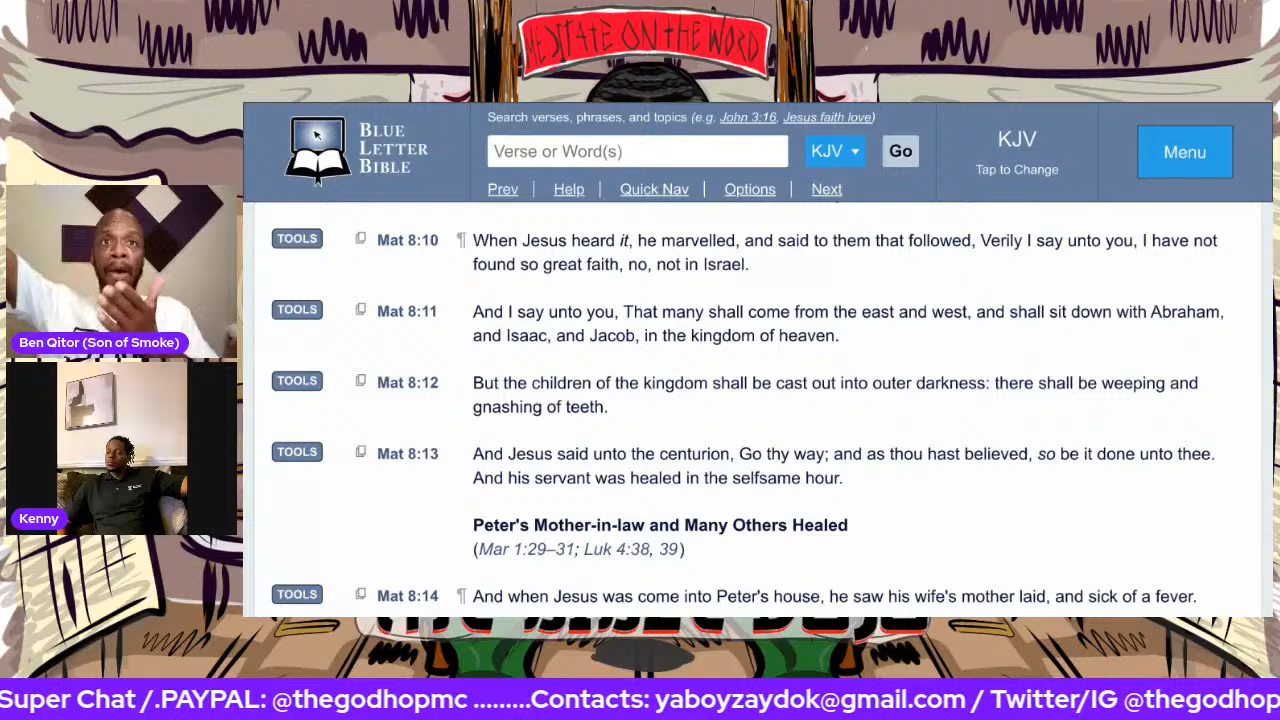 MEDITATE ON THE WORD
BLUE
LETTER
BIBLE
Search verses, phrases, and topics (e.g. John 3:16, Jesus faith love)
Verse or Word(s)
KJV
Go
Prev | Help | Quick Nav | Options | Next
KJV
Tap to Change
Menu
TOOLS Mat 8:10 ¶ When Jesus heard it, he marvelled, and said to them that followed, Verily I say unto you, I have not
found so great faith, no, not in Israel.
TOOLS Mat 8:11 And I say unto you, That many shall come from the east and west, and shall sit down with Abraham,
and Isaac, and Jacob, in the kingdom of heaven.
TOOLS Mat 8:12 But the children of the kingdom shall be cast out into outer darkness: there shall be weeping and
gnashing of teeth.
TOOLS Mat 8:13 And Jesus said unto the centurion, Go thy way; and as thou hast believed, so be it done unto thee.
And his servant was healed in the selfsame hour.
Peter's Mother-in-law and Many Others Healed
(Mar 1:29–31; Luk 4:38, 39)
TOOLS Mat 8:14 ¶ And when Jesus was come into Peter's house, he saw his wife's mother laid, and sick of a fever.
Ben Qitor (Son of Smoke)
Kenny
Super Chat /.PAYPAL: @thegodhopmc .........Contacts: yaboyzaydok@gmail.com / Twitter/IG @thegodhop